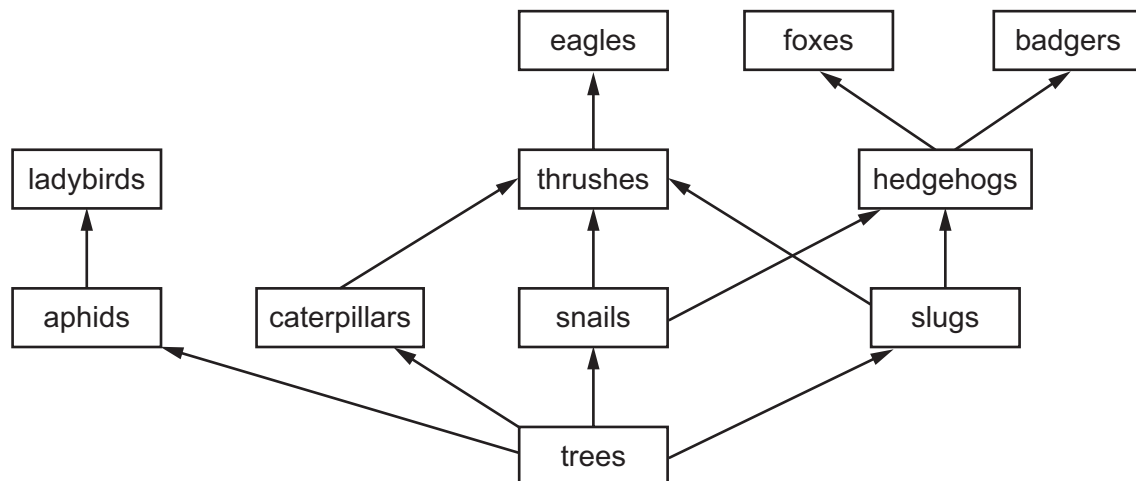 eagles
foxes
badgers
ladybirds
thrushes
hedgehogs
aphids
caterpillars
snails
slugs
trees